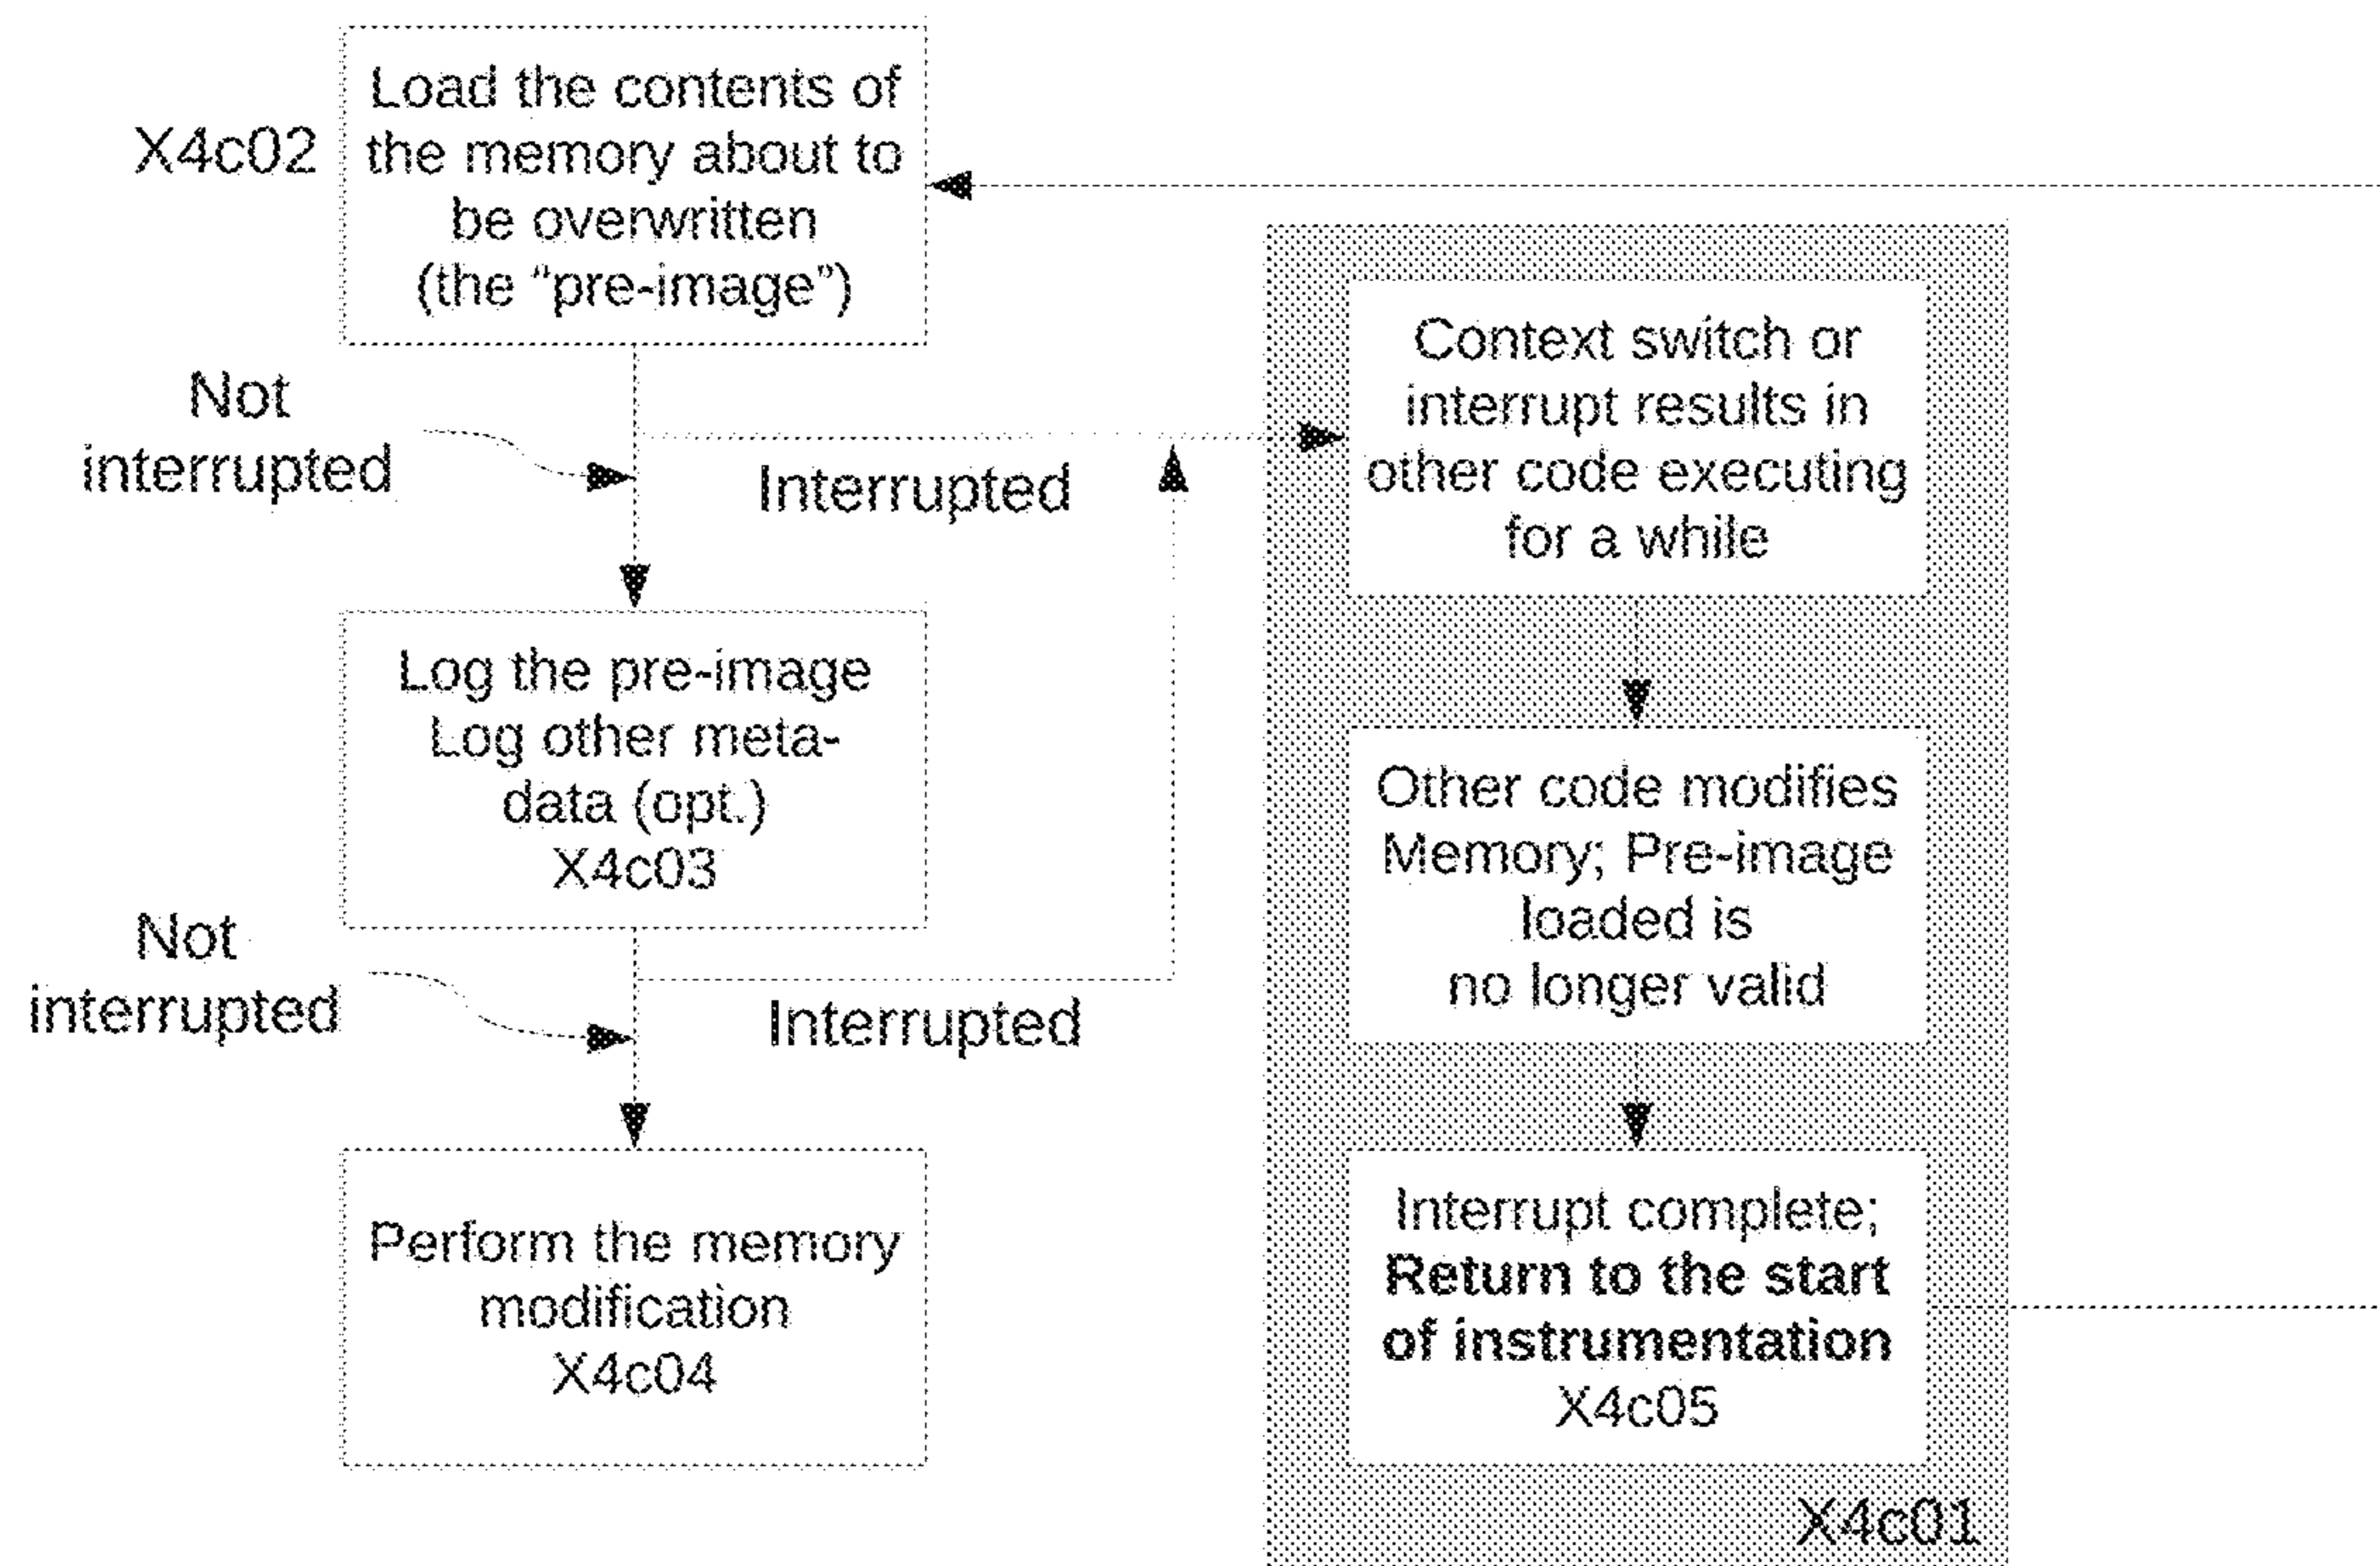 X4c02
Load the contents of
the memory about to
be overwritten
(the “pre-image”)
Not
interrupted
Interrupted
Log the pre-image
Log other meta-
data (opt.)
X4c03
Not
interrupted
Interrupted
Perform the memory
modification
X4c04
Context switch or
interrupt results in
other code executing
for a while
Other code modifies
Memory; Pre-image
loaded is
no longer valid
Interrupt complete;
Return to the start
of instrumentation
X4c05
X4c01